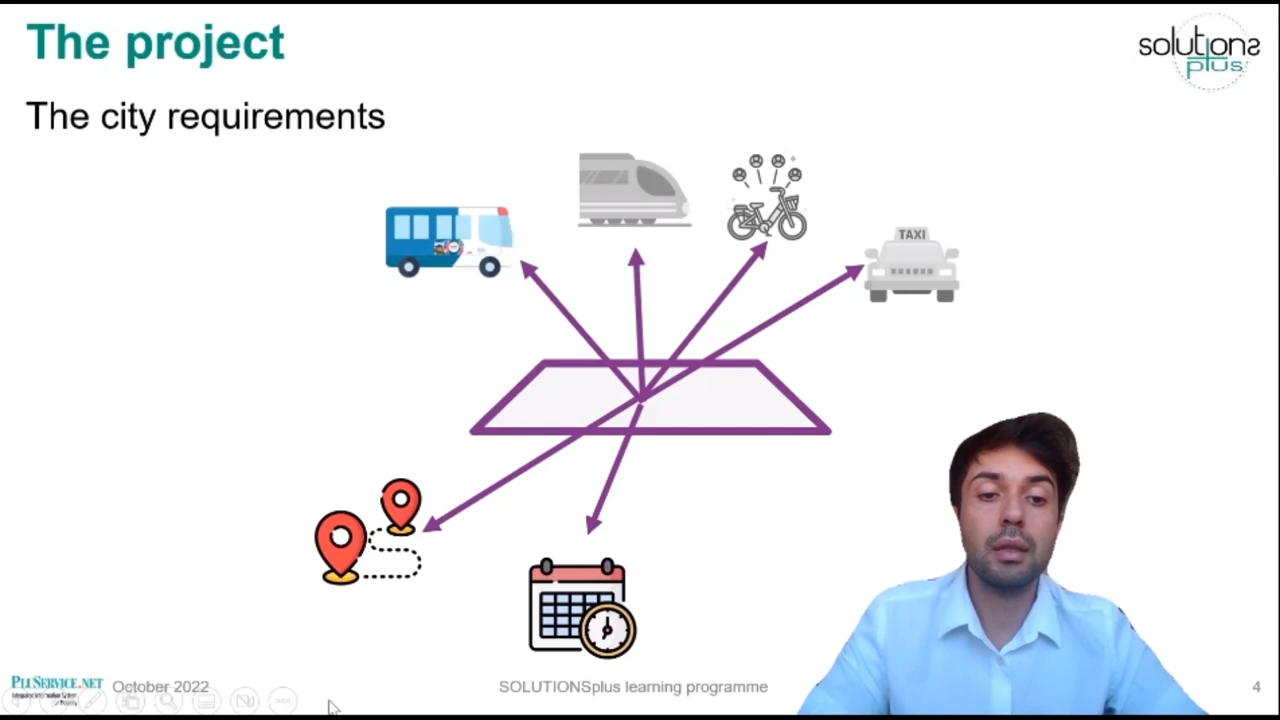 The project
solutions
plus
The city requirements
TAXI
PLUSERVICE.NET
October 2022
SOLUTIONSplus learning programme
4